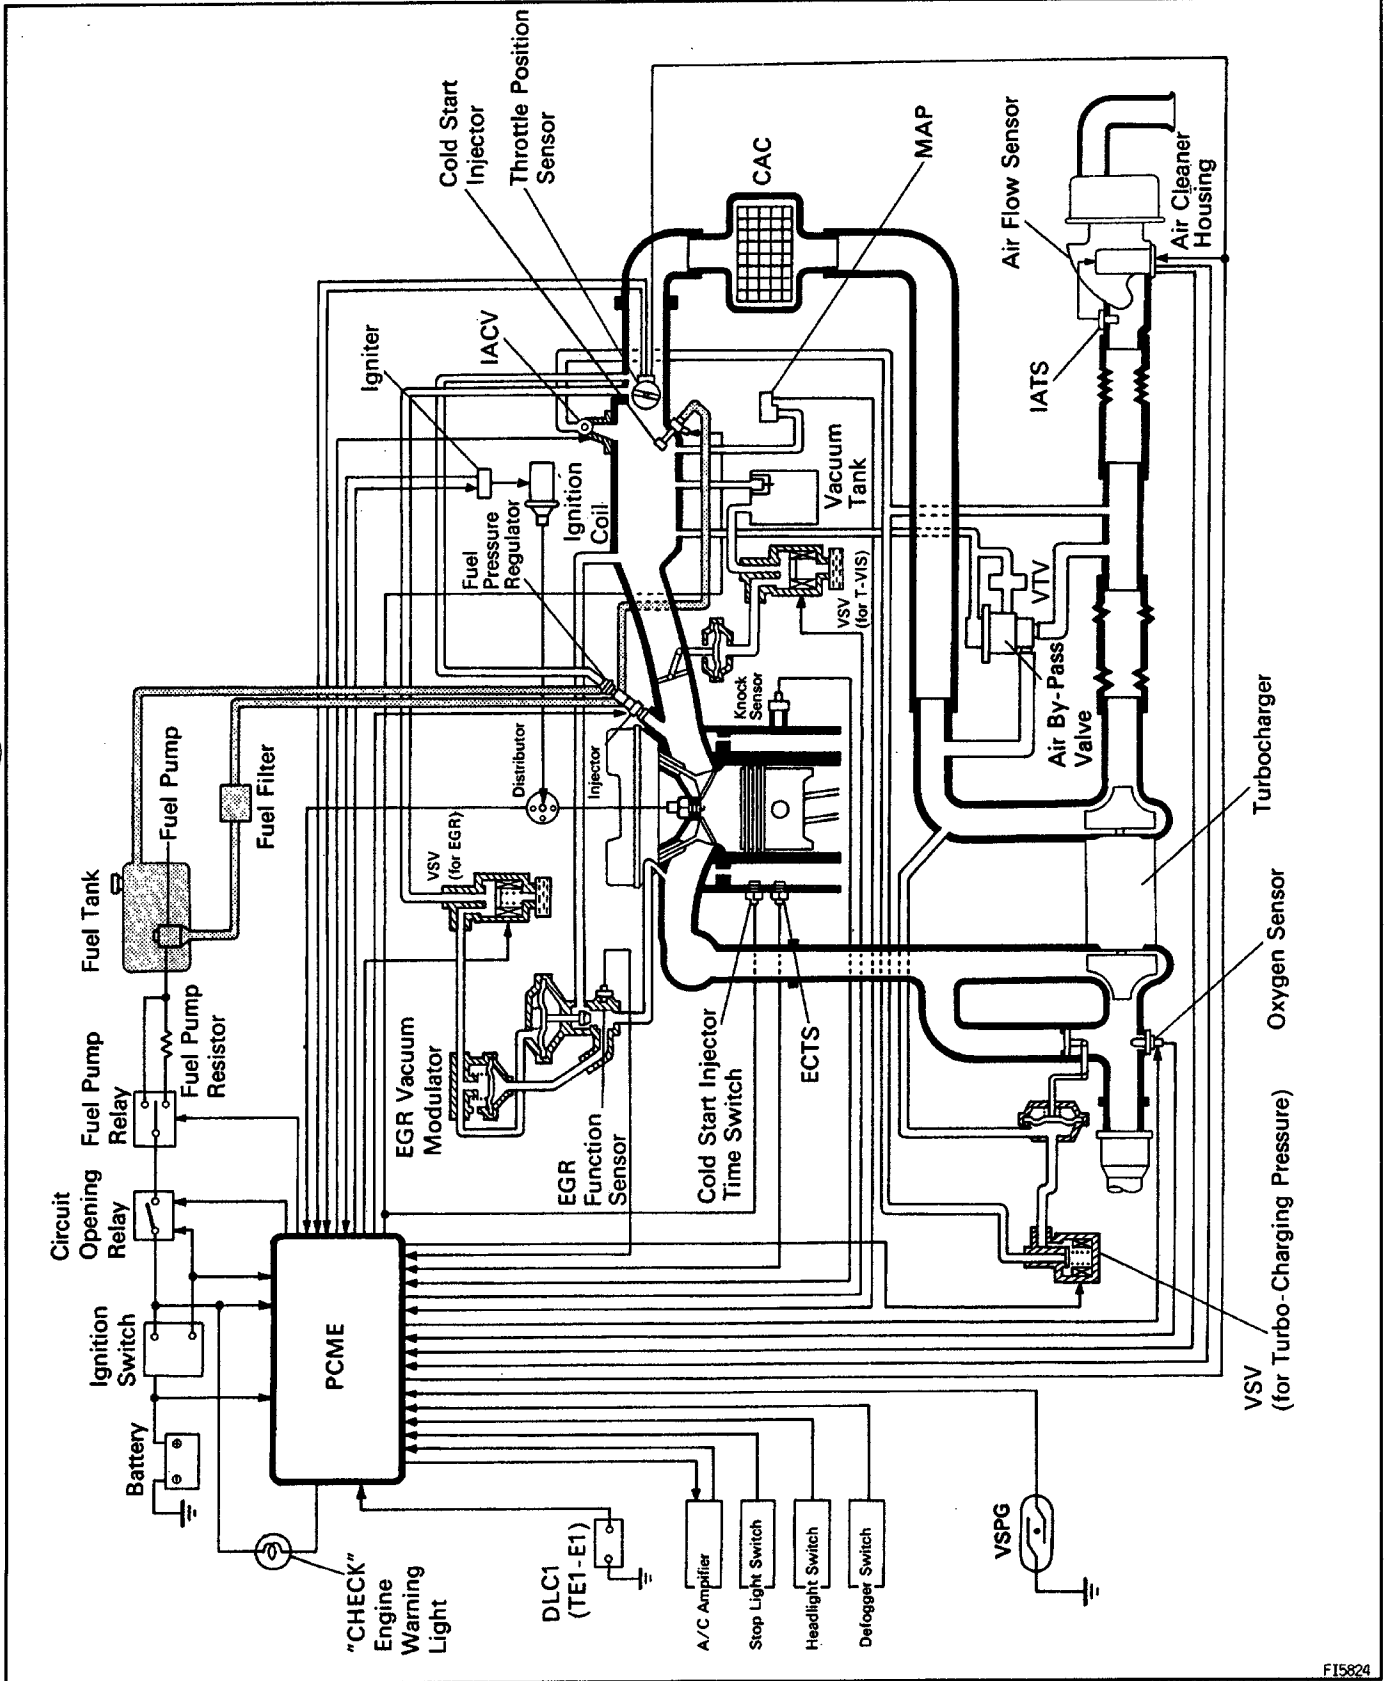 Cold Start
Injector
Throttle Position
Sensor
Igniter
IACV
CAC
MAP
Air Flow Sensor
Air Cleaner
Housing
IATS
Fuel
Pressure
Regulator
Ignition
Coil
Vacuum
Tank
VSV
(for T-VIS)
VTV
Air By-Pass
Valve
Turbocharger
Oxygen Sensor
Knock
Sensor
Injector
Distributor
VSV
(for EGR)
Fuel Tank
Fuel Pump
Fuel Filter
Fuel Pump
Resistor
Fuel Pump
Relay
Circuit
Opening
Relay
Ignition
Switch
Battery
EGR Vacuum
Modulator
EGR
Function
Sensor
Cold Start Injector
Time Switch
ECTS
PCME
VSV
(for Turbo-Charging Pressure)
"CHECK"
Engine
Warning
Light
DLC1
(TE1-E1)
A/C Ampifier
Stop Light Switch
Headlight Switch
Defogger Switch
VSPG
FI5824